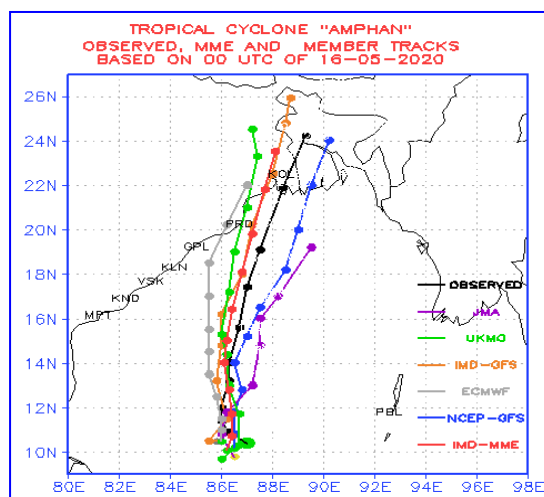 TROPICAL CYCLONE "AMPHAN"
OBSERVED, MME AND MEMBER TRACKS
BASED ON 00 UTC OF 16-05-2020
26N
24N
22N
20N
18N
16N
14N
12N
10N
KOL
PRD
GPL
KLN
VSK
KND
MPT
PBL
OBSERVED
JMA
UKMO
IMD-GFS
ECMWF
NCEP-GFS
IMD-MME
80E 82E 84E 86E 88E 90E 92E 94E 96E 98E